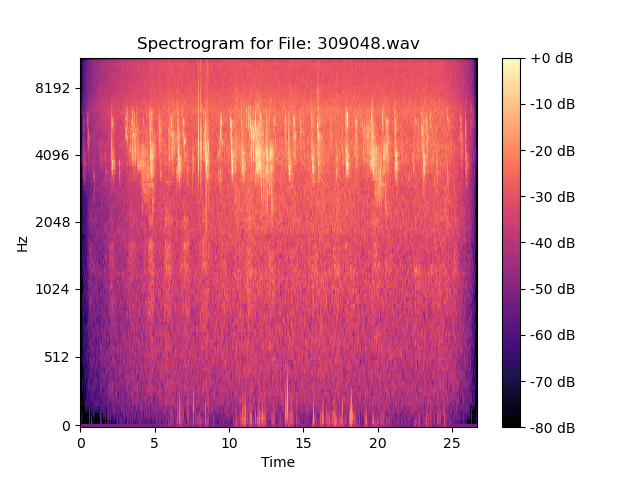 Spectrogram for File: 309048.wav
Hz
8192
4096
2048
1024
512
0
0 5 10 15 20 25
Time
+0 dB
-10 dB
-20 dB
-30 dB
-40 dB
-50 dB
-60 dB
-70 dB
-80 dB